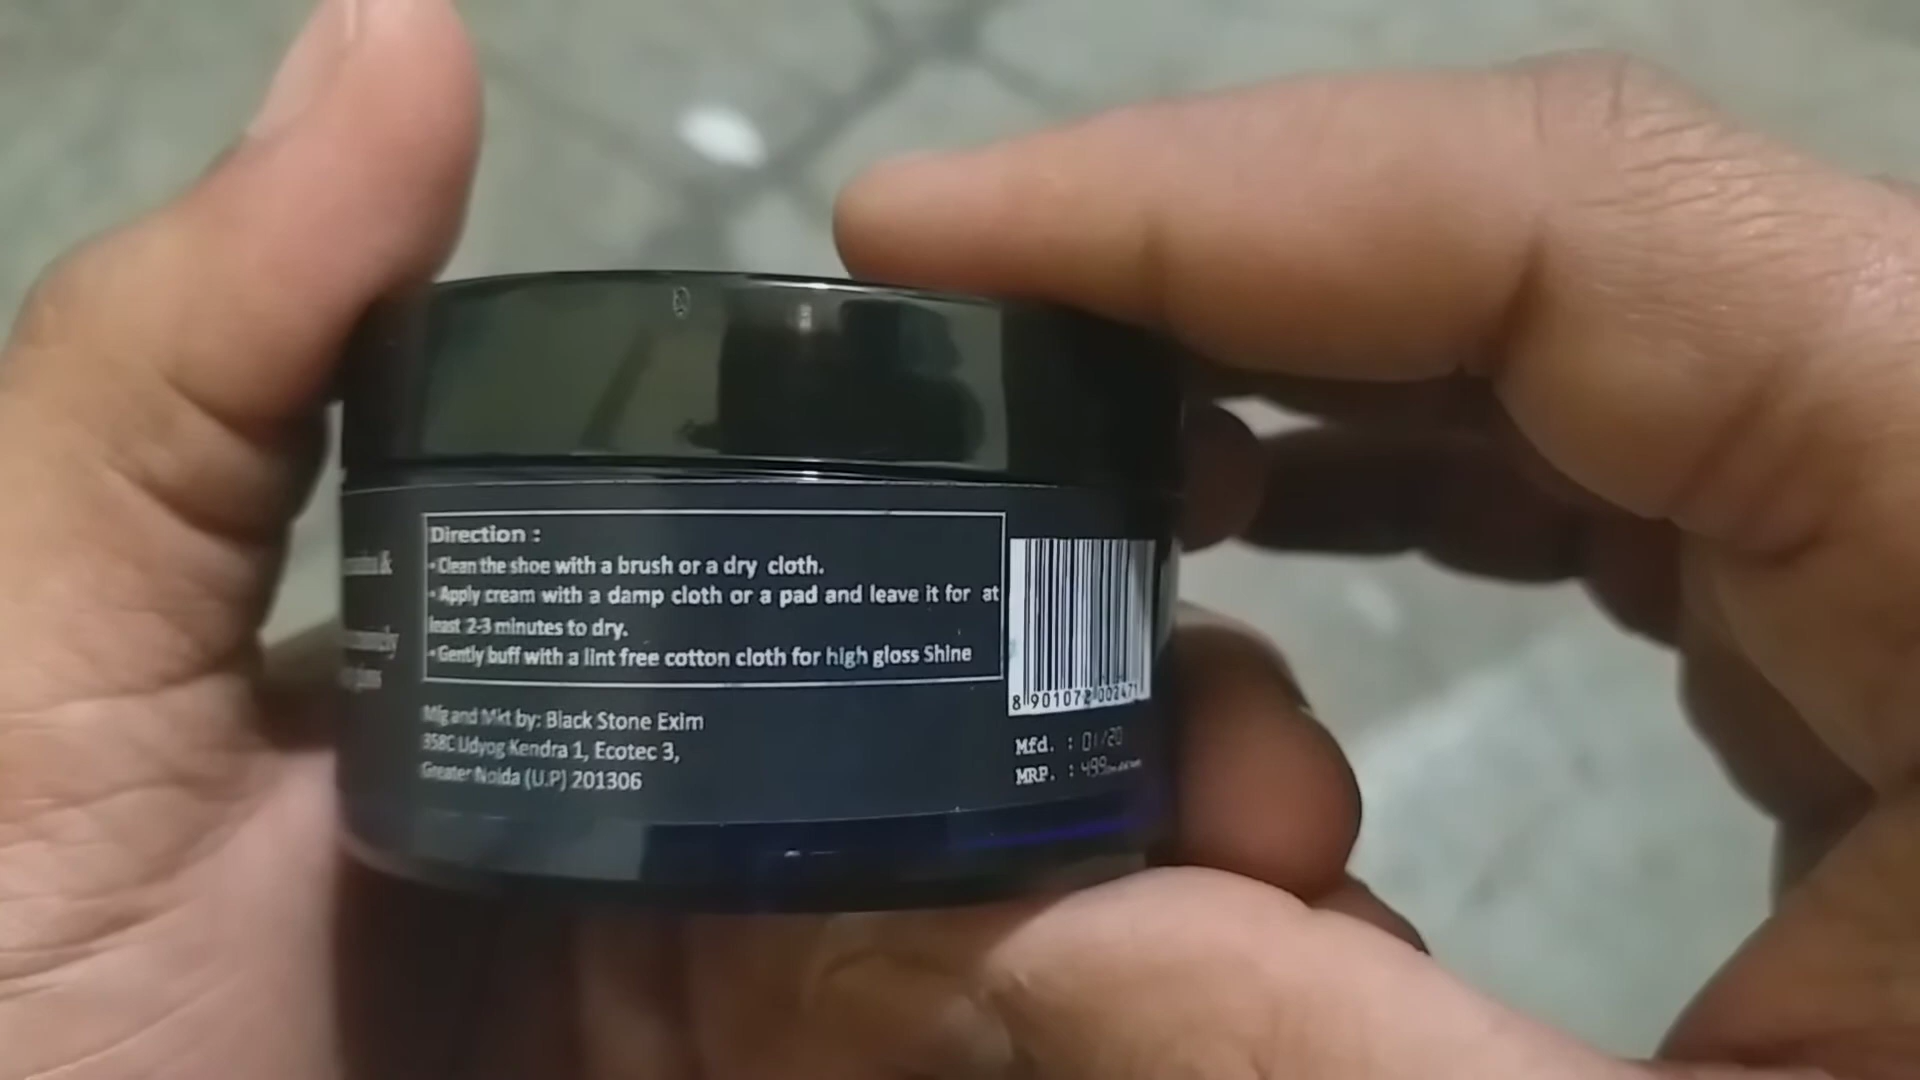 Direction :
•Clean the shoe with a brush or a dry cloth.
•Apply cream with a damp cloth or a pad and leave it for at
least 2-3 minutes to dry.
•Gently buff with a lint free cotton cloth for high gloss Shine
Mfg and Mkt by: Black Stone Exim
358C Udyog Kendra 1, Ecotec 3,
Greater Noida (U.P) 201306
8 901072 002471
Mfd. : 01/20
MRP. : 499